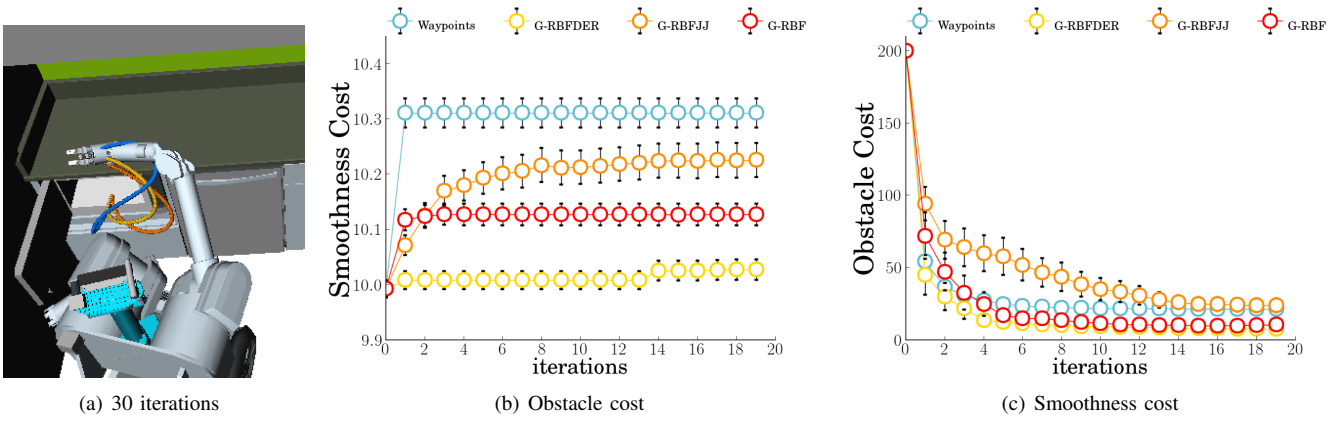 Waypoints G-RBFDER G-RBFJJ G-RBF
Smoothness Cost
10.4
10.3
10.2
10.1
10.0
9.9
0 2 4 6 8 10 12 14 16 18 20
iterations
Waypoints G-RBFDER G-RBFJJ G-RBF
Obstacle Cost
200
150
100
50
0
0 2 4 6 8 10 12 14 16 18 20
iterations
(a) 30 iterations
(b) Obstacle cost
(c) Smoothness cost